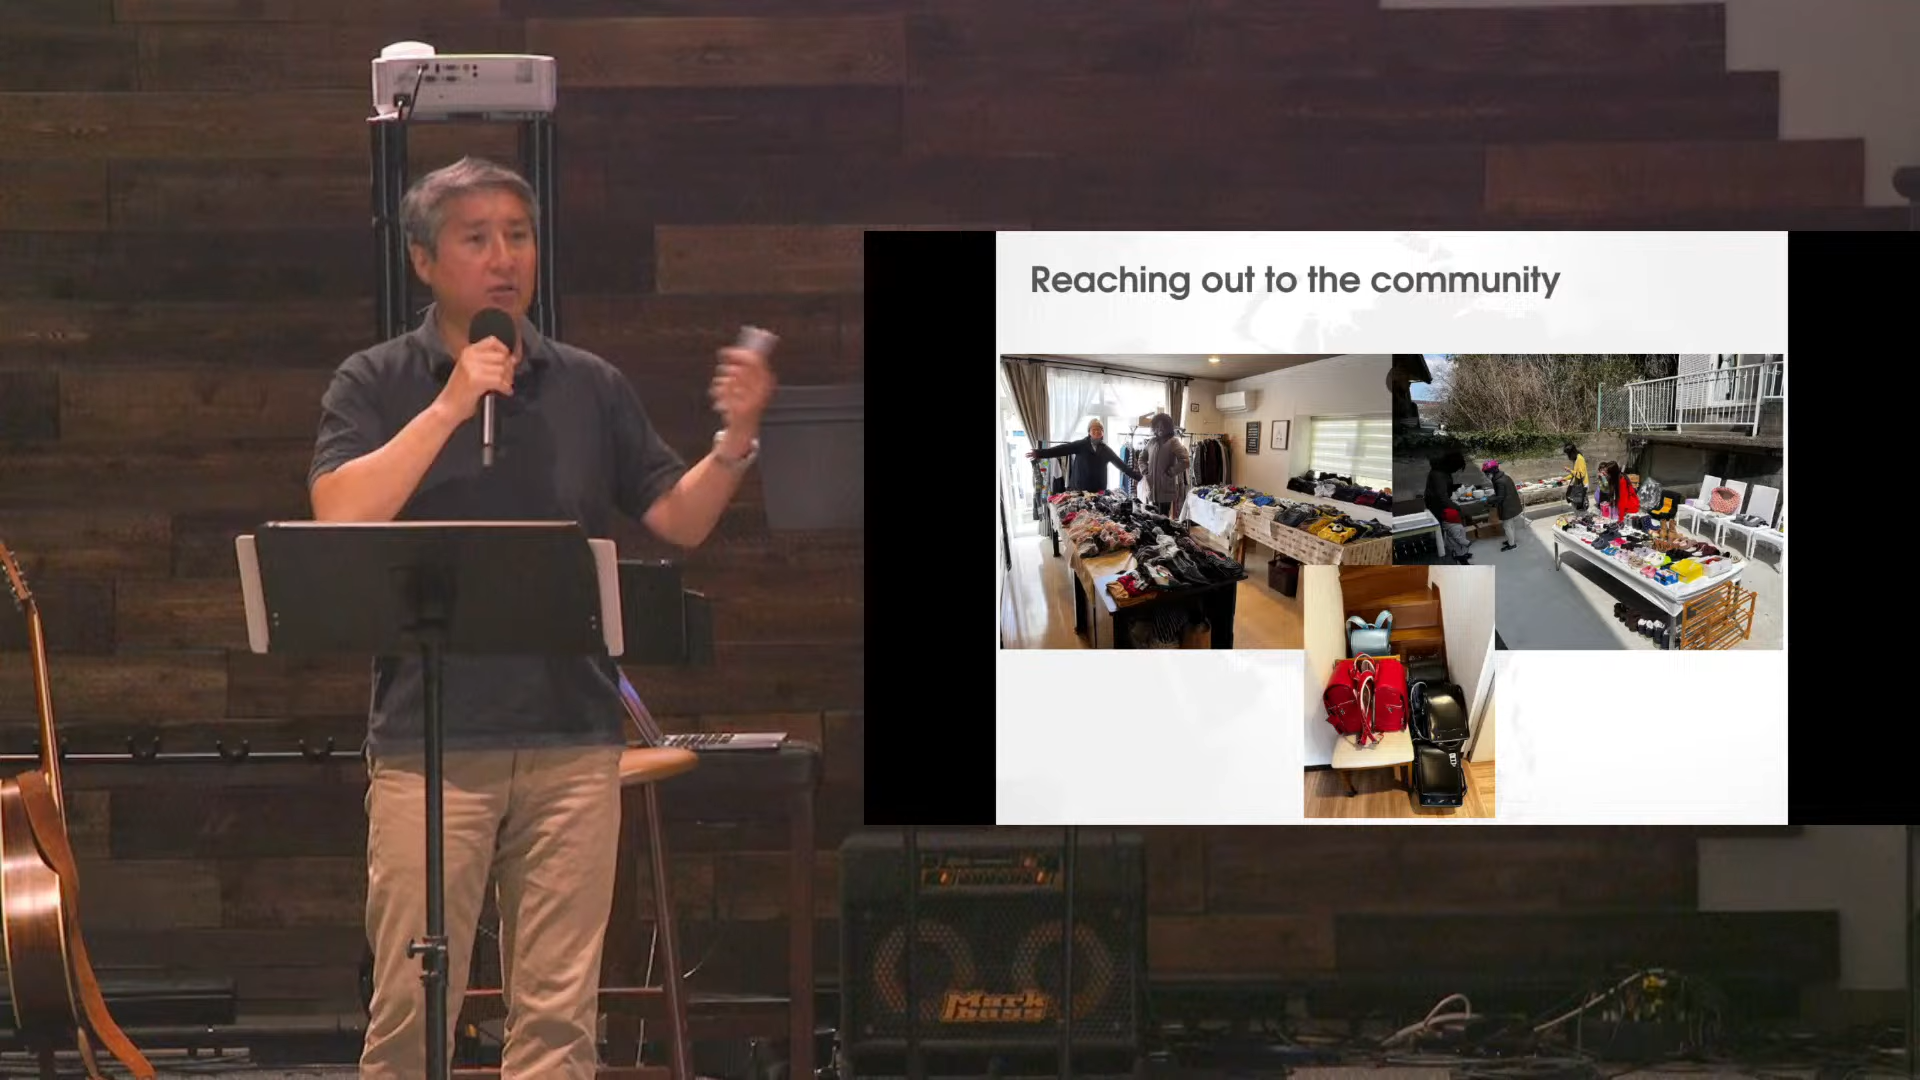 Reaching out to the community
Mark
bass